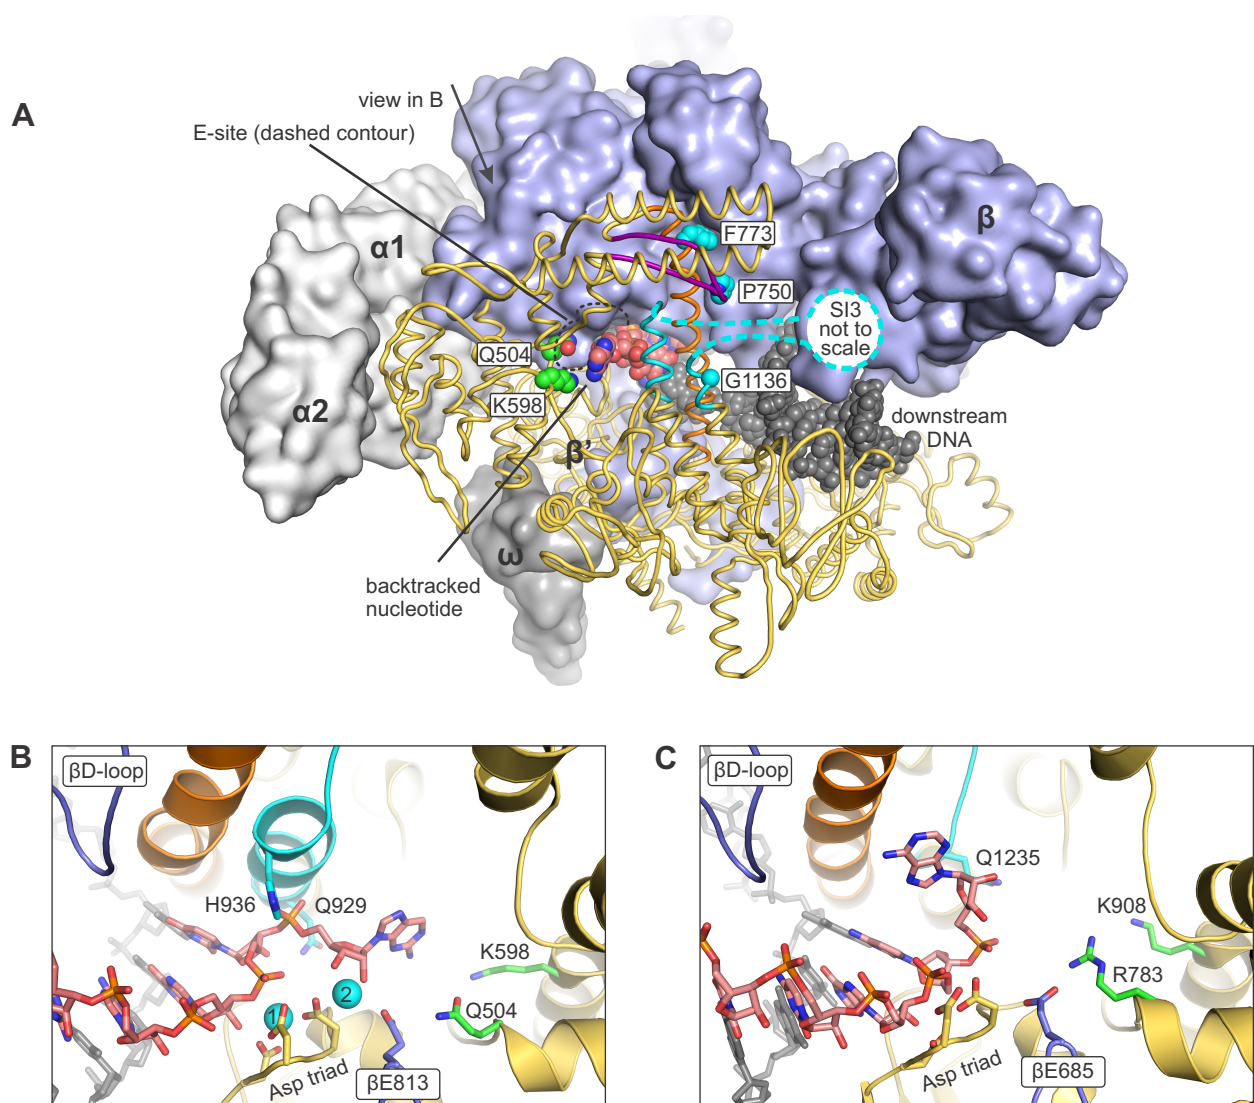 A
view in B
E-site (dashed contour)
α1
β
F773
P750
SI3
not to
scale
Q504
G1136
K598
α2
downstream
DNA
β’
ω
backtracked
nucleotide
B
βD-loop
H936
Q929
K598
2
1
Q504
Asp triad
βE813
C
βD-loop
Q1235
K908
R783
Asp triad
βE685